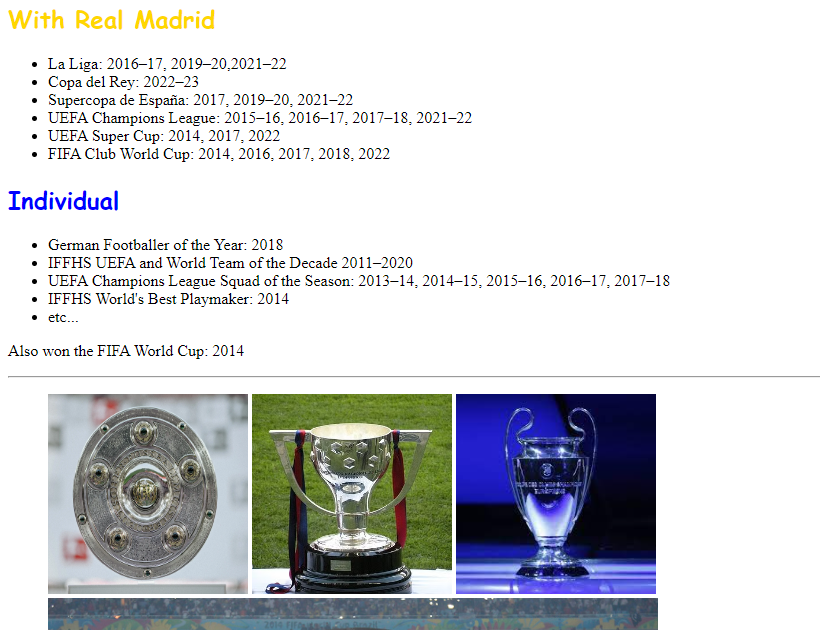 With Real Madrid
La Liga: 2016–17, 2019–20,2021–22
Copa del Rey: 2022–23
Supercopa de España: 2017, 2019–20, 2021–22
UEFA Champions League: 2015–16, 2016–17, 2017–18, 2021–22
UEFA Super Cup: 2014, 2017, 2022
FIFA Club World Cup: 2014, 2016, 2017, 2018, 2022
Individual
German Footballer of the Year: 2018
IFFHS UEFA and World Team of the Decade 2011–2020
UEFA Champions League Squad of the Season: 2013–14, 2014–15, 2015–16, 2016–17, 2017–18
IFFHS World's Best Playmaker: 2014
etc...
Also won the FIFA World Cup: 2014